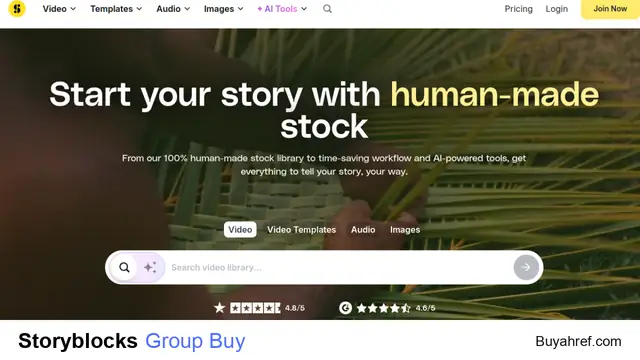 S Video Templates Audio Images + AI Tools Pricing Login Join Now
Start your story with human-made
stock
From our 100% human-made stock library to time-saving workflow and AI-powered tools, get
everything to tell your story, your way.
Video Video Templates Audio Images
Search video library...
4.8/5 G 4.6/5
Storyblocks Group Buy Buyahref.com